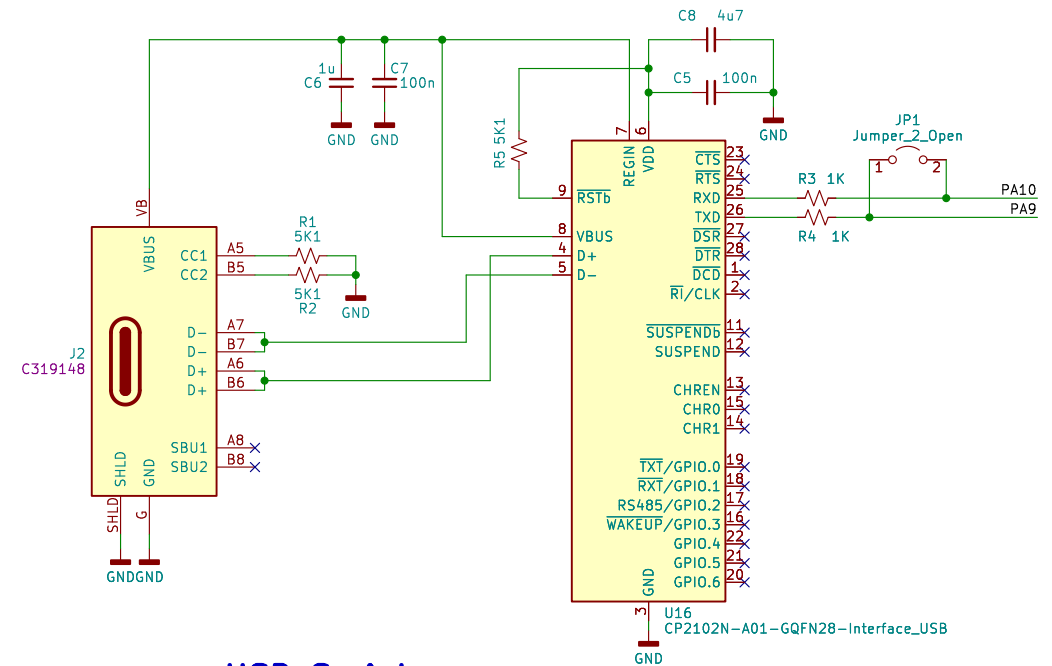 C8 4u7
1u
C6
C7
100n
C5 100n
GND
GND
GND
R5 5K1
7
6
REGIN
VDD
JP1
Jumper_2_Open
1
2
CTS 23
RTS 24
9 RSTb
RXD 25
R3 1K
PA10
TXD 26
R4 1K
PA9
8 VBUS
DSR 27
4 D+
DTR 28
5 D-
DCD 1
RI/CLK 2
SUSPENDb 11
SUSPEND 12
CHREN 13
CHR0 15
CHR1 14
TXT/GPIO.0 19
RXT/GPIO.1 18
RS485/GPIO.2 17
WAKEUP/GPIO.3 16
GPIO.4 22
GPIO.5 21
GPIO.6 20
GND
3
U16
CP2102N-A01-GQFN28-Interface_USB
GND
VB
VBUS
R1
5K1
CC1 A5
CC2 B5
5K1
R2
GND
D- A7
D- B7
D+ A6
D+ B6
J2
C319148
SBU1 A8
SBU2 B8
SHLD
GND
SHLD
G
GND
GND